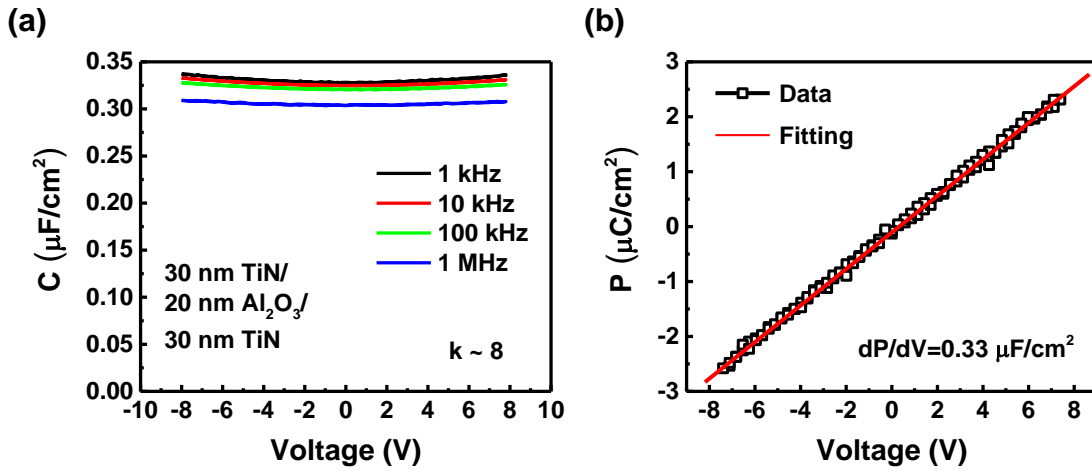 (a)
0.35
0.30
0.25
0.20
0.15
0.10
0.05
0.00
C (μF/cm²)
1 kHz
10 kHz
100 kHz
1 MHz
30 nm TiN/
20 nm Al₂O₃/
30 nm TiN
k ~ 8
-10 -8 -6 -4 -2 0 2 4 6 8 10
Voltage (V)
(b)
3
2
1
0
-1
-2
-3
P (μC/cm²)
Data
Fitting
dP/dV=0.33 μF/cm²
-8 -6 -4 -2 0 2 4 6 8
Voltage (V)